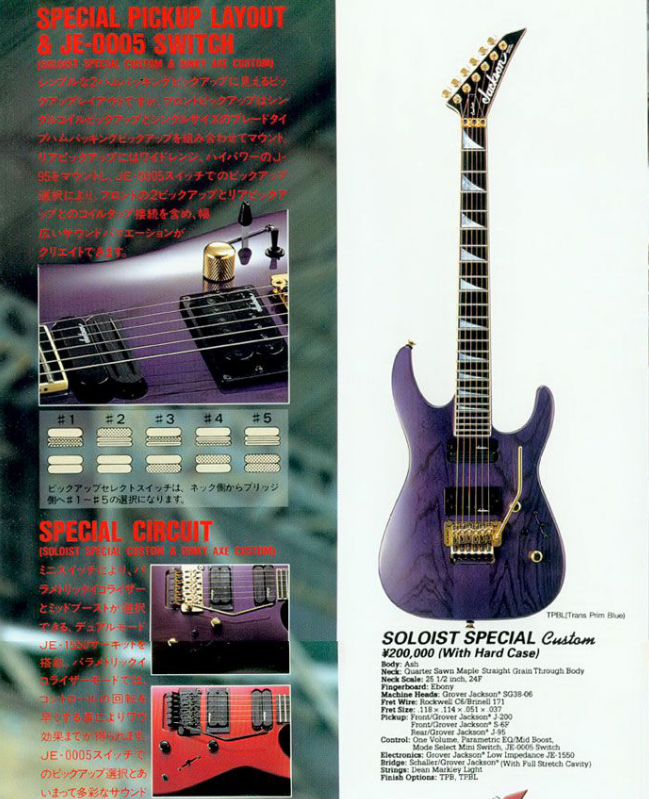 SPECIAL PICKUP LAYOUT
& JE-0005 SWITCH
(SOLOIST SPECIAL CUSTOM & DINKY AXE CUSTOM)
シンプルな2ハムバッキングピックアップに見えるピッ
クアップレイアウトですが、フロントピックアップはシン
グルコイルピックアップとシングルサイズのブレードタイ
プハムバッキングピックアップを組み合わせてマウント。
リアピックアップにはワイドレンジ、ハイパワーのJ-
95をマウントし、JE-0005スイッチでのピックアップ
選択により、フロントの2ピックアップとリアピックア
ップとのコイルタップ接続を含め、幅
広いサウンドバリエーションが
クリエイトできます。
#1 #2 #3 #4 #5
ピックアップセレクトスイッチは、ネック側からブリッジ
側へ#1〜#5の選択になります。
SPECIAL CIRCUIT
(SOLOIST SPECIAL CUSTOM & DINKY AXE CUSTOM)
ミニスイッチにより、パ
ラメトリックイコライザー
とミッドブーストが選択
できる、デュアルモード
JE-1550サーキットを
搭載。パラメトリックイ
コライザーモードでは、
コントロールの回転を
する事によりワウ
効果までが得られます。
JE-0005スイッチで
のピックアップ選択とあ
いまって多彩なサウンド
Jackson
TPBL(Trans Prim Blue)
SOLOIST SPECIAL Custom
¥200,000 (With Hard Case)
Body: Ash
Neck: Quarter Sawn Maple Straight Grain Through Body
Neck Scale: 25 1/2 inch, 24F
Fingerboard: Ebony
Machine Heads: Grover Jackson® SG38-06
Fret Wire: Rockwell C6/Brinell 171
Fret Size: .118 × .114 × .051 × .037
Pickup: Front/Grover Jackson® J-200
Front/Grover Jackson® S-6F
Rear/Grover Jackson® J-95
Control: One Volume, Parametric EQ/Mid Boost,
Mode Select Mini Switch, JE-0005 Switch
Electronics: Grover Jackson® Low Impedance JE-1550
Bridge: Schaller/Grover Jackson® (With Full Stretch Cavity)
Strings: Dean Markley Light
Finish Options: TPB, TPBL